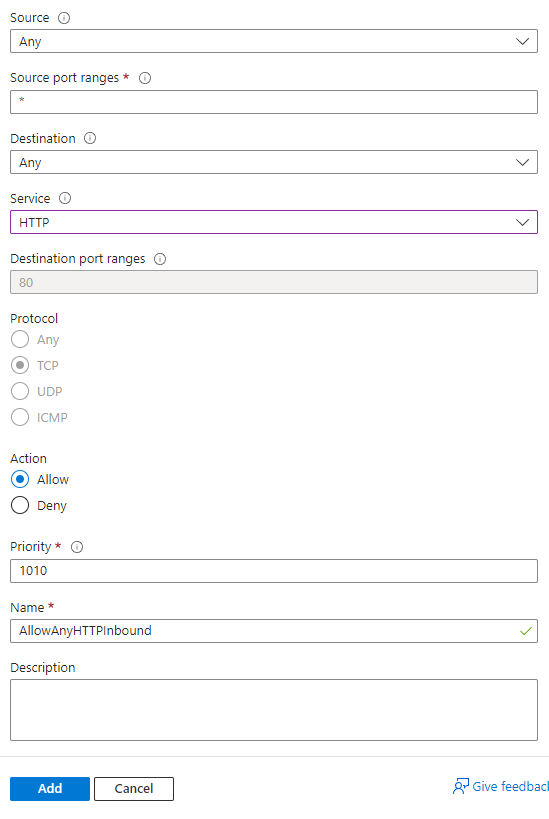 Source
Any
Source port ranges *
*
Destination
Any
Service
HTTP
Destination port ranges
80
Protocol
Any
TCP
UDP
ICMP
Action
Allow
Deny
Priority *
1010
Name *
AllowAnyHTTPInbound
Description
Add Cancel Give feedback